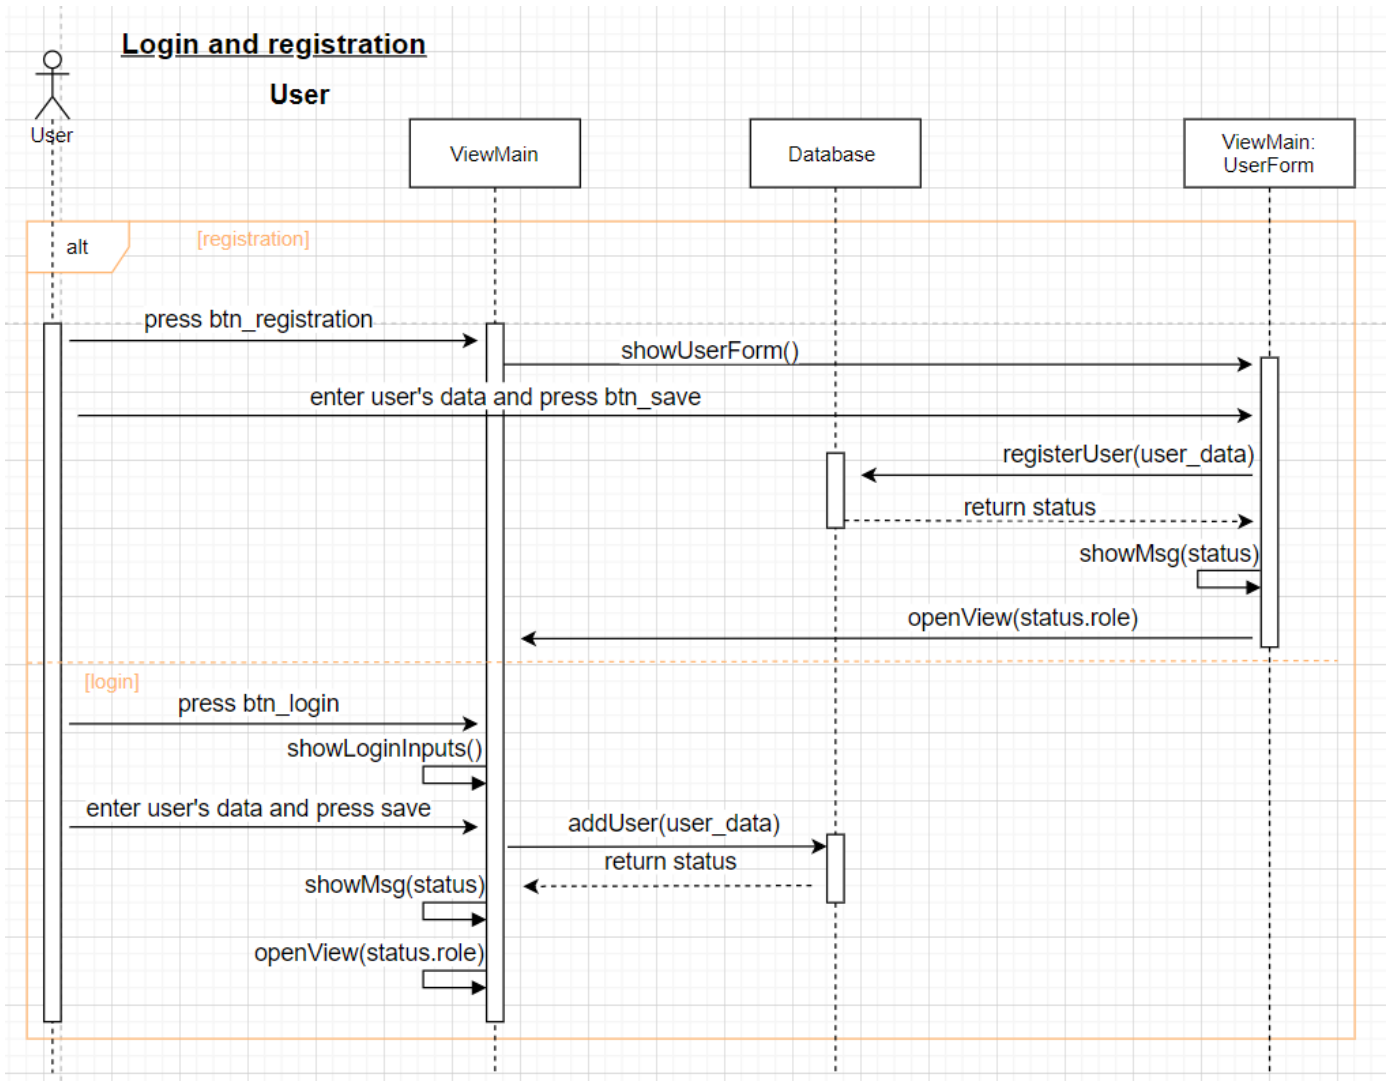 Login and registration
User
User
ViewMain
Database
ViewMain:
UserForm
alt
[registration]
press btn_registration
showUserForm()
enter user's data and press btn_save
registerUser(user_data)
return status
showMsg(status)
openView(status.role)
[login]
press btn_login
showLoginInputs()
enter user's data and press save
addUser(user_data)
return status
showMsg(status)
openView(status.role)